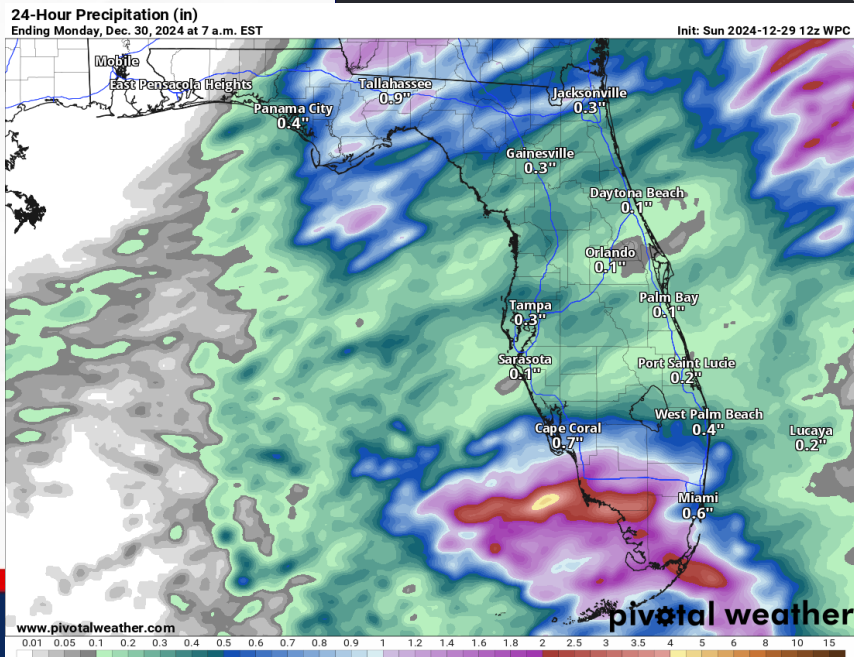 24-Hour Precipitation (in)
Ending Monday, Dec. 30, 2024 at 7 a.m. EST
Init: Sun 2024-12-29 12z WPC
Mobile
East Pensacola Heights
Tallahassee
0.9"
Panama City
0.4"
Jacksonville
0.3"
Gainesville
0.3"
Daytona Beach
0.1"
Orlando
0.1"
Palm Bay
0.1"
Tampa
0.3"
Sarasota
0.1"
Port Saint Lucie
0.2"
West Palm Beach
0.4"
Cape Coral
0.7"
Lucaya
0.2"
Miami
0.6"
www.pivotalweather.com
pivotal weather
0.01 0.05 0.1 0.2 0.3 0.4 0.5 0.6 0.7 0.8 0.9 1 1.2 1.4 1.6 1.8 2 2.5 3 3.5 4 5 6 8 10 15